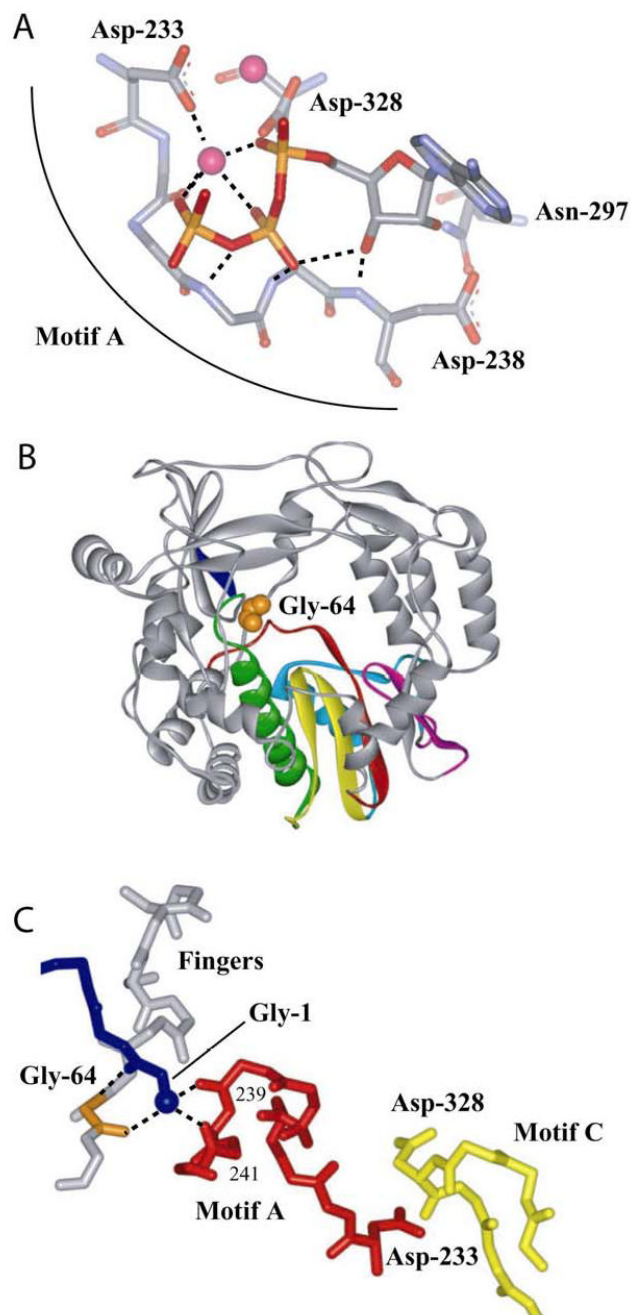 A
Asp-233
Asp-328
Asn-297
Motif A
Asp-238
B
Gly-64
C
Fingers
Gly-1
Gly-64
239
Asp-328
Motif C
241
Motif A
Asp-233